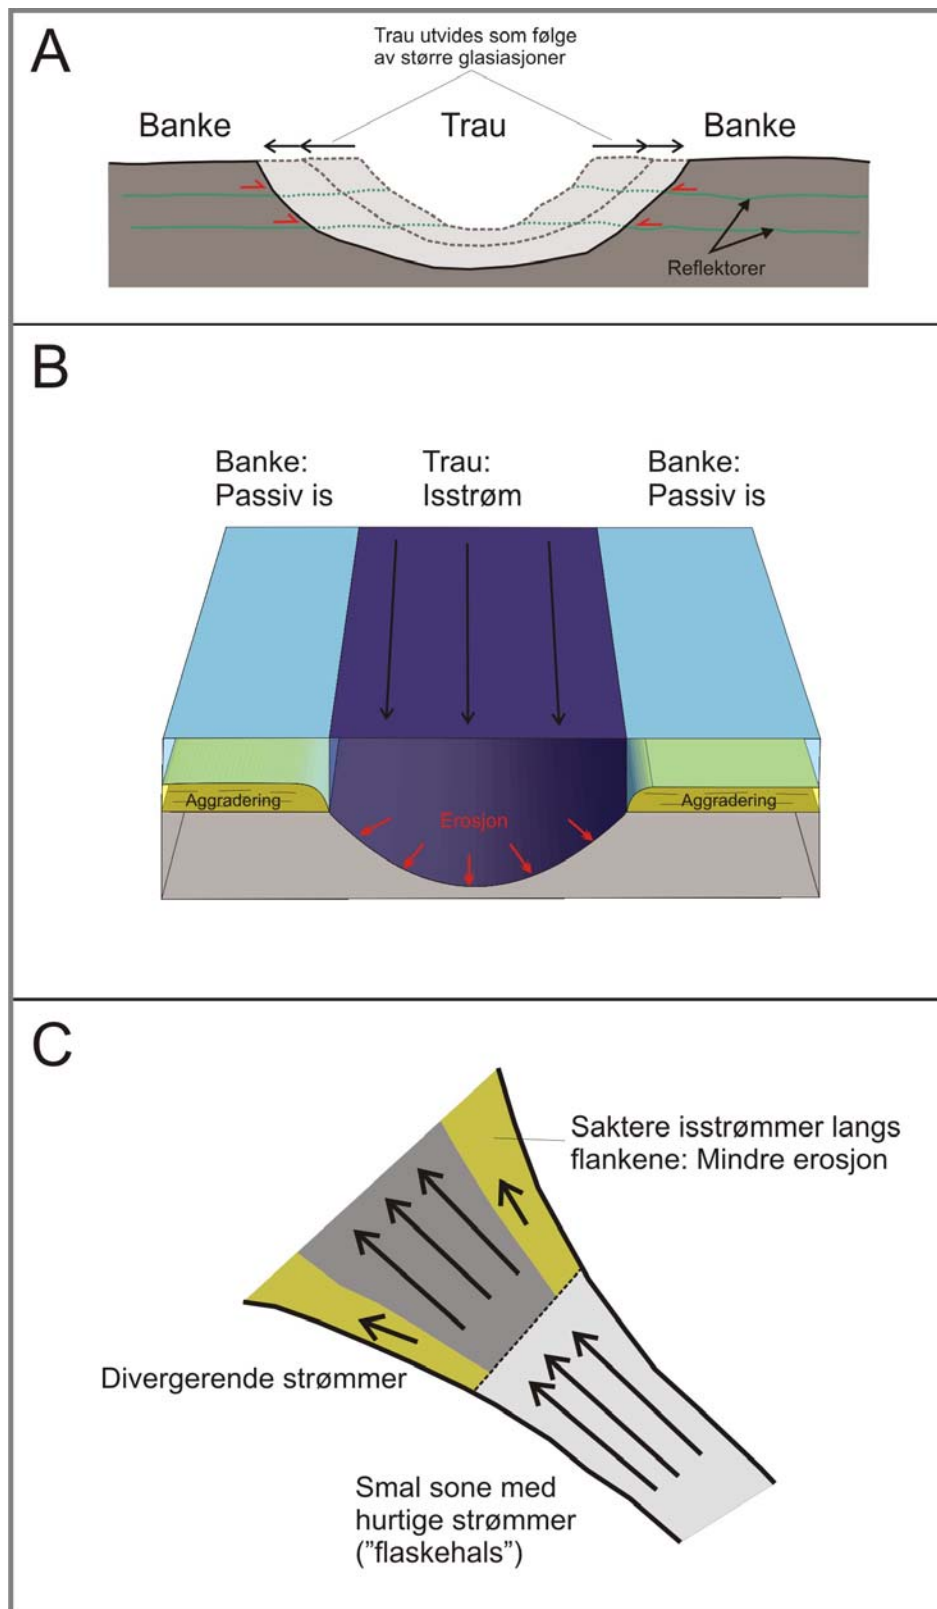 A
Trau utvides som følge
av større glasiasjoner
Banke
Trau
Banke
Reflektorer
B
Banke:
Passiv is
Trau:
Isstrøm
Banke:
Passiv is
Aggradering
Erosjon
Aggradering
C
Saktere isstrømmer langs
flankene: Mindre erosjon
Divergerende strømmer
Smal sone med
hurtige strømmer
("flaskehals")